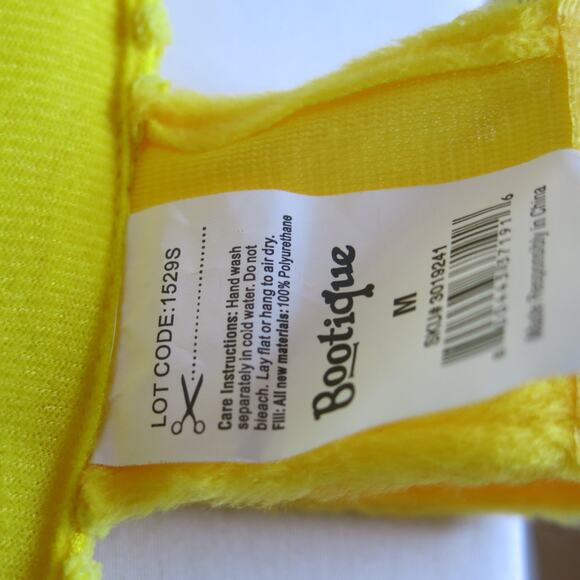 LOT CODE:1529S
Care Instructions: Hand wash
separately in cold water. Do not
bleach. Lay flat or hang to air dry.
Fill: All new materials:100% Polyurethane
Bootique
M
SKU# 3019241
Made Responsibly in China